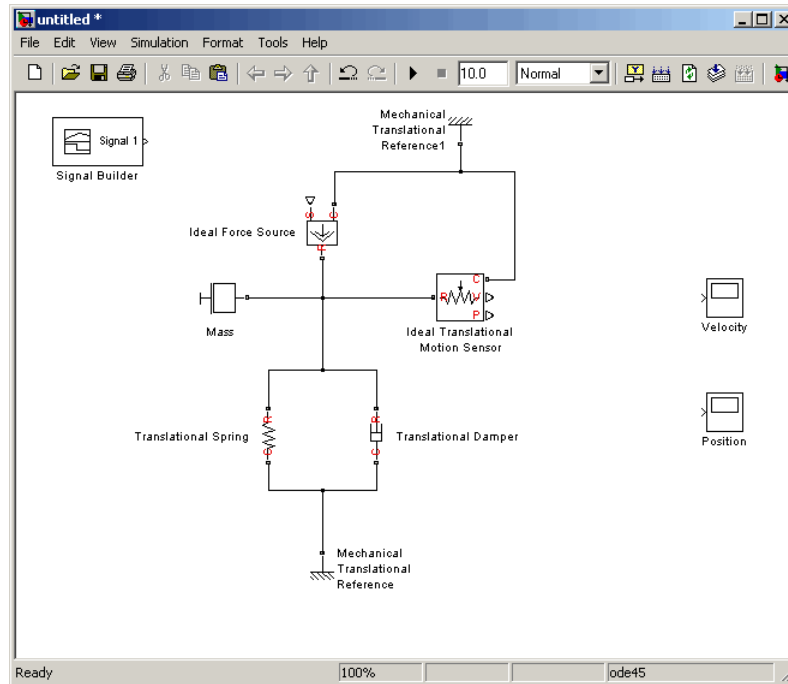 untitled *
File Edit View Simulation Format Tools Help
10.0 Normal
Mechanical
Translational
Reference1
Signal 1
Signal Builder
S C
Ideal Force Source
R
C
R V
P
Mass
Ideal Translational
Motion Sensor
Velocity
R R
Translational Spring
Translational Damper
C C
Position
Mechanical
Translational
Reference
Ready 100% ode45